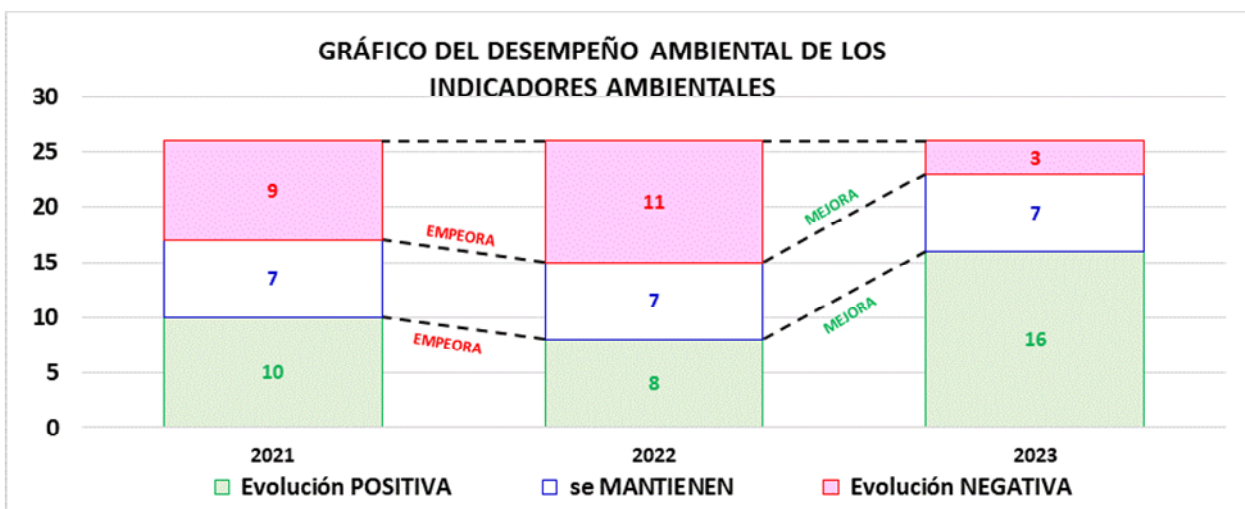 GRÁFICO DEL DESEMPEÑO AMBIENTAL DE LOS
INDICADORES AMBIENTALES
30
25
20
15
10
5
0
9
7
10
EMPEORA
EMPEORA
11
7
8
MEJORA
MEJORA
3
7
16
2021
2022
2023
Evolución POSITIVA
se MANTIENEN
Evolución NEGATIVA